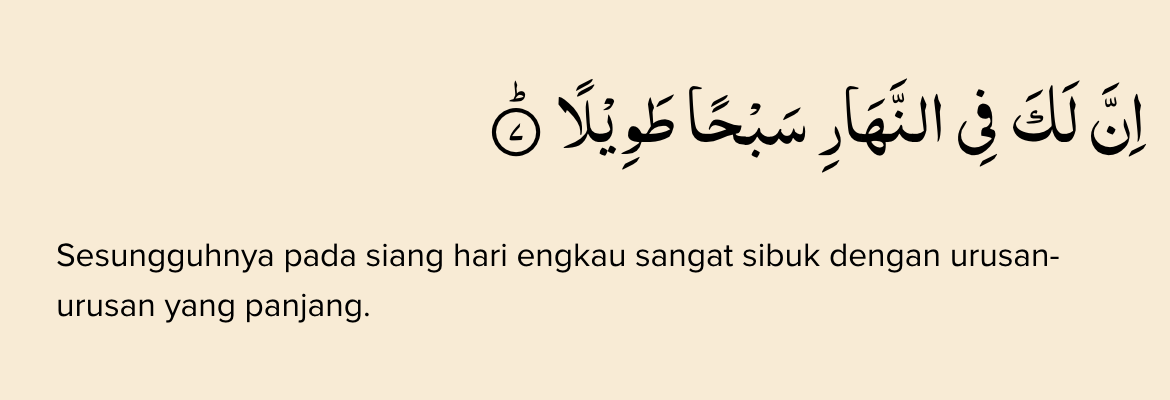 اِنَّ لَكَ فِى النَّهَارِ سَبْحًا طَوِيْلًاۗ ۝٧
Sesungguhnya pada siang hari engkau sangat sibuk dengan urusan-
urusan yang panjang.